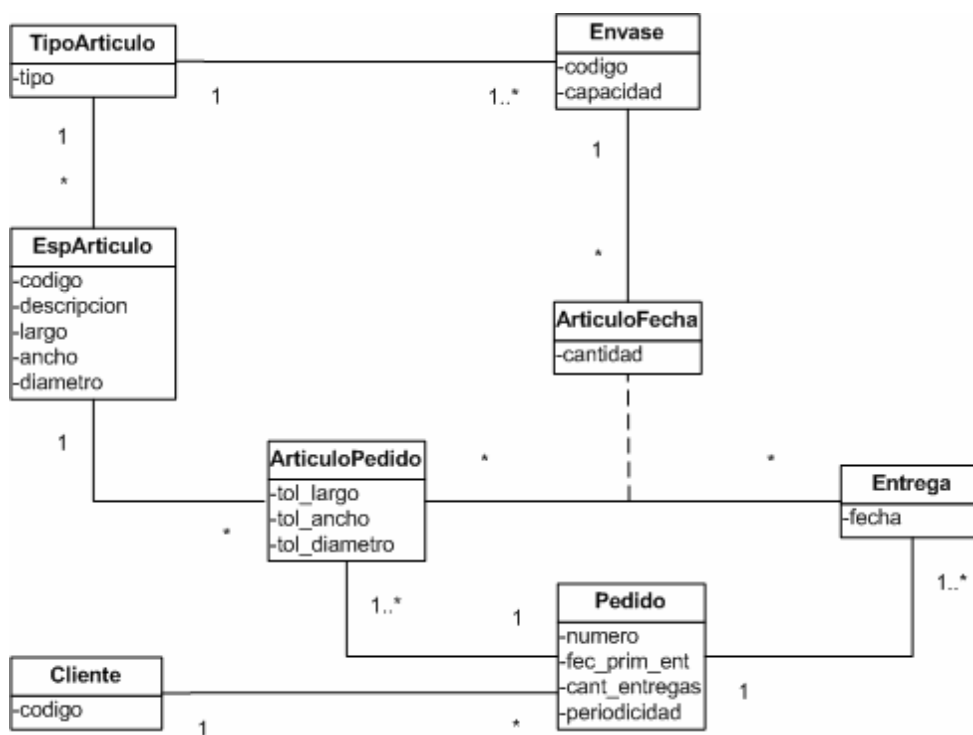 TipoArticulo
-tipo
1
1..*
Envase
-codigo
-capacidad
1
*
1
*
EspArticulo
-codigo
-descripcion
-largo
-ancho
-diametro
ArticuloFecha
-cantidad
1
*
ArticuloPedido
-tol_largo
-tol_ancho
-tol_diametro
*
*
Entrega
-fecha
1..*
1
Pedido
-numero
-fec_prim_ent
-cant_entregas
-periodicidad
1..*
1
Cliente
-codigo
1
*